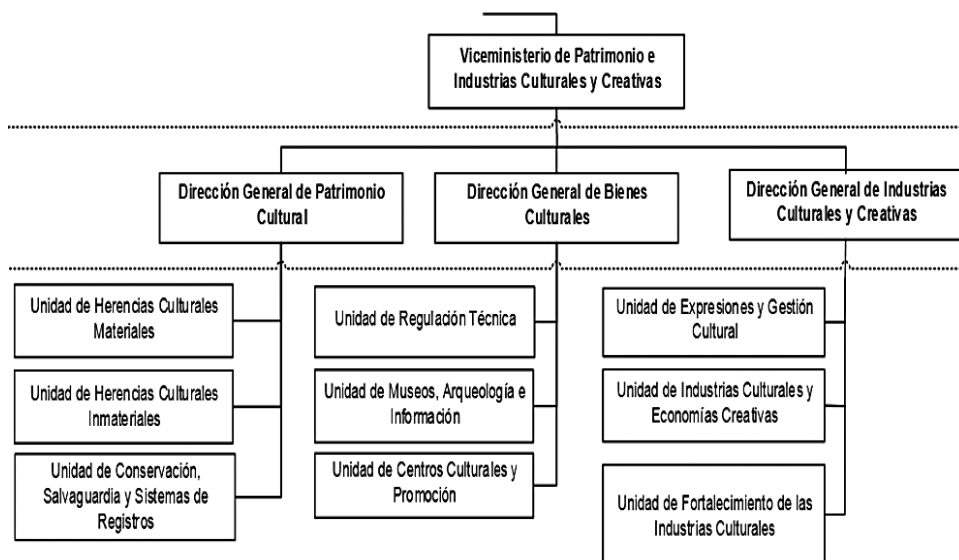 Viceministerio de Patrimonio e
Industrias Culturales y Creativas
Dirección General de Patrimonio
Cultural
Dirección General de Bienes
Culturales
Dirección General de Industrias
Culturales y Creativas
Unidad de Herencias Culturales
Materiales
Unidad de Herencias Culturales
Inmateriales
Unidad de Conservación,
Salvaguardia y Sistemas de
Registros
Unidad de Regulación Técnica
Unidad de Museos, Arqueología e
Información
Unidad de Centros Culturales y
Promoción
Unidad de Expresiones y Gestión
Cultural
Unidad de Industrias Culturales y
Economías Creativas
Unidad de Fortalecimiento de las
Industrias Culturales